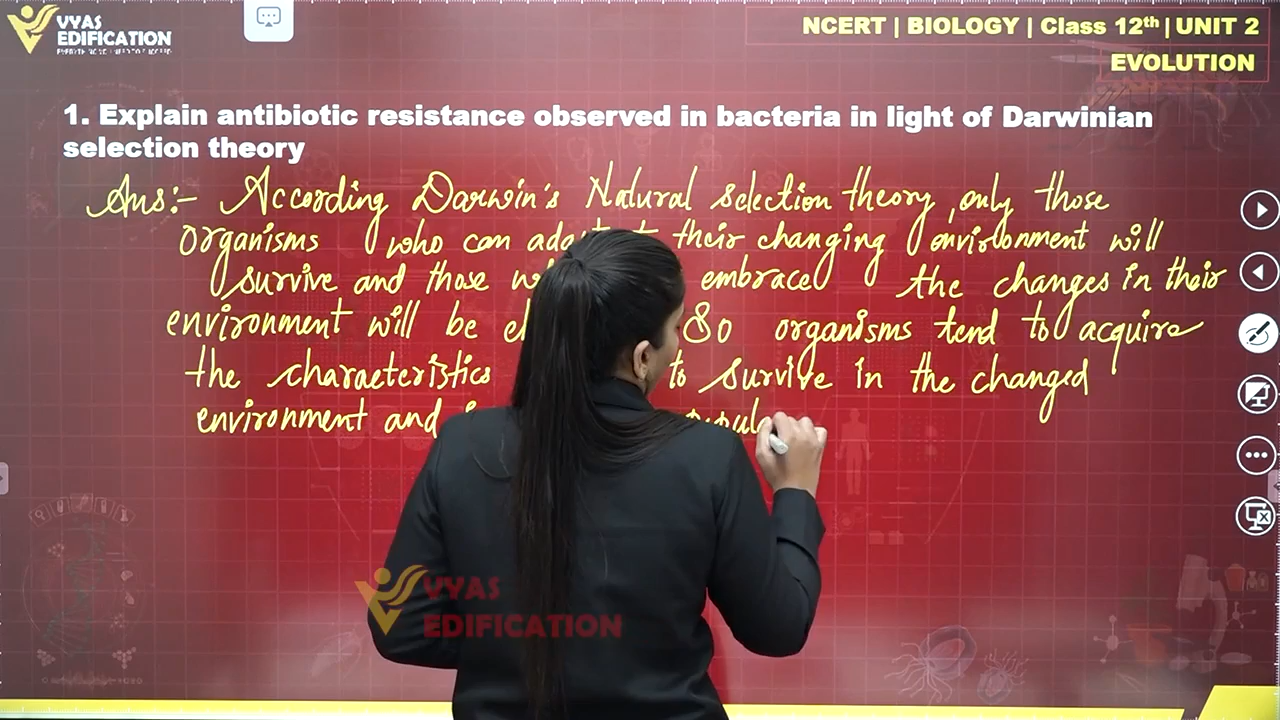 VYAS
EDIFICATION
NCERT | BIOLOGY | Class 12th | UNIT 2
EVOLUTION
1. Explain antibiotic resistance observed in bacteria in light of Darwinian
selection theory
Ans:- According Darwin's Natural selection theory, only those
organisms who can their changing environment will
survive and those embrace the changes in their
environment will be So organisms tend to acquire
the characteristics to survive in the changed
environment and
VYAS
EDIFICATION